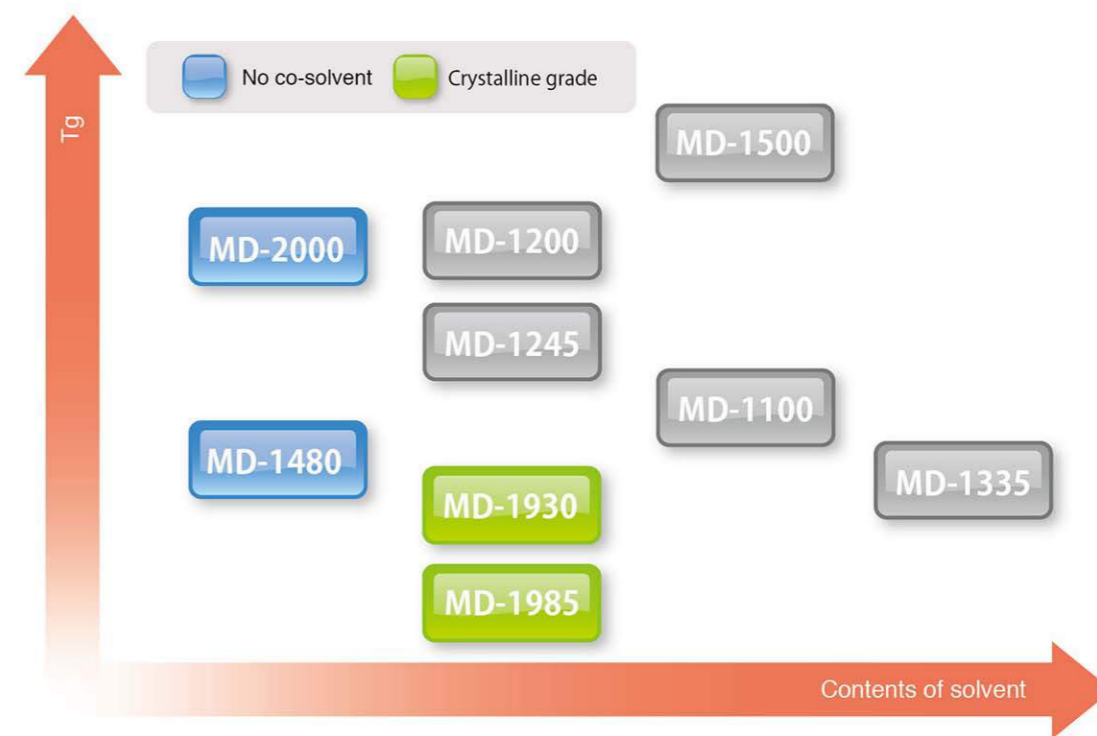 Tg
No co-solvent
Crystalline grade
MD-1500
MD-2000
MD-1200
MD-1245
MD-1100
MD-1480
MD-1335
MD-1930
MD-1985
Contents of solvent